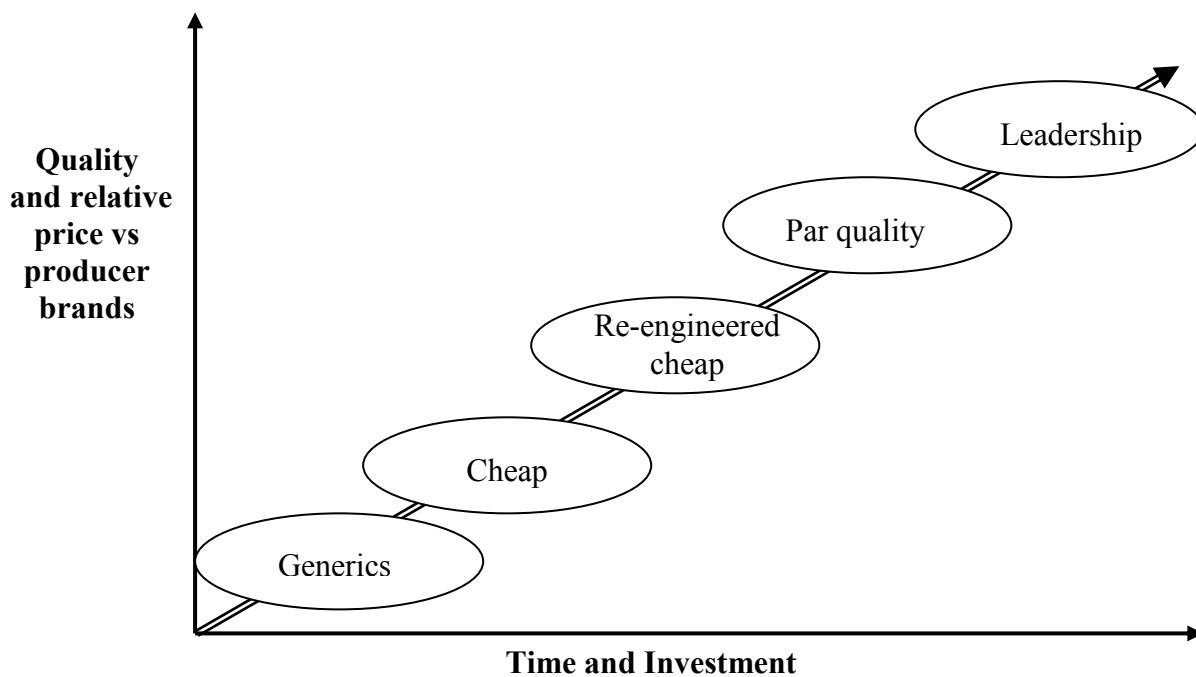 Leadership
Quality
and relative
price vs
producer
brands
Par quality
Re-engineered
cheap
Cheap
Generics
Time and Investment